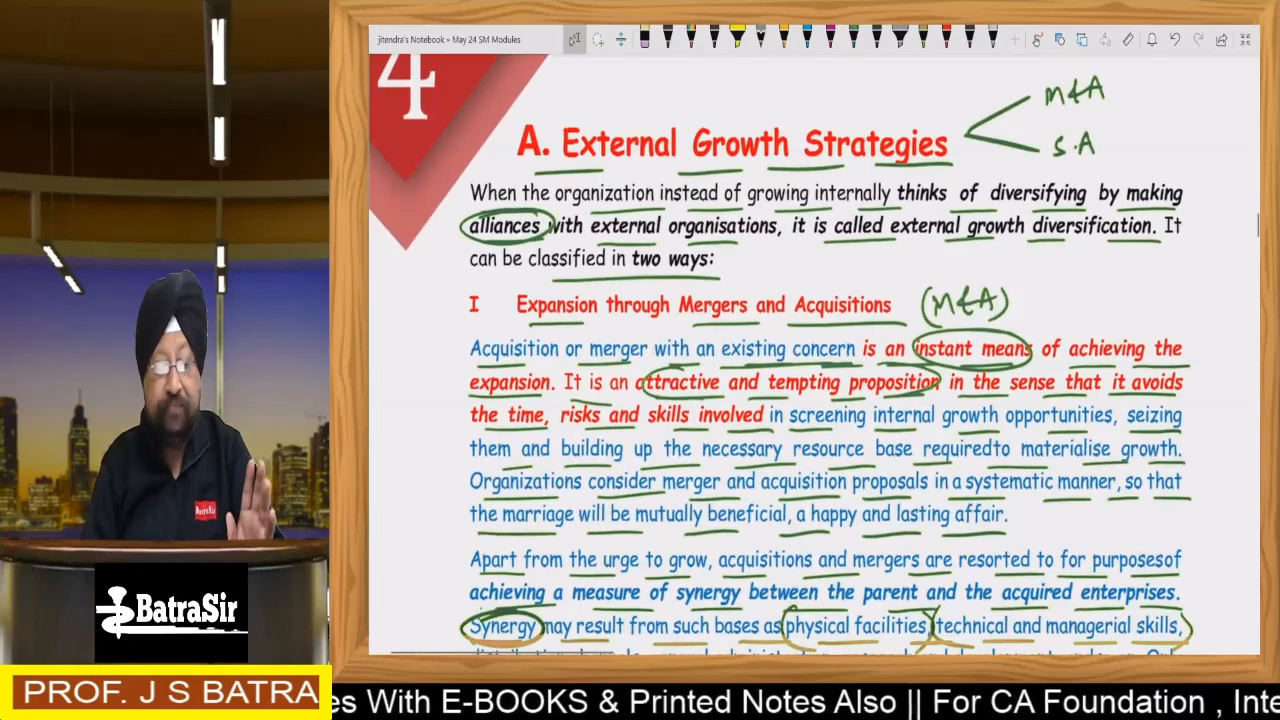 jitendra's Notebook » May 24 SM Modules
4
M & A
A. External Growth Strategies
S.A
When the organization instead of growing internally thinks of diversifying by making
alliances with external organisations, it is called external growth diversification. It
can be classified in two ways:
I Expansion through Mergers and Acquisitions (M & A)
Acquisition or merger with an existing concern is an instant means of achieving the
expansion. It is an attractive and tempting proposition in the sense that it avoids
the time, risks and skills involved in screening internal growth opportunities, seizing
them and building up the necessary resource base requiredto materialise growth.
Organizations consider merger and acquisition proposals in a systematic manner, so that
the marriage will be mutually beneficial, a happy and lasting affair.
Apart from the urge to grow, acquisitions and mergers are resorted to for purposesof
achieving a measure of synergy between the parent and the acquired enterprises.
Synergy may result from such bases as physical facilities, technical and managerial skills,
BatraSir
BatraSir
PROF. J S BATRA
es With E-BOOKS & Printed Notes Also || For CA Foundation , Inte